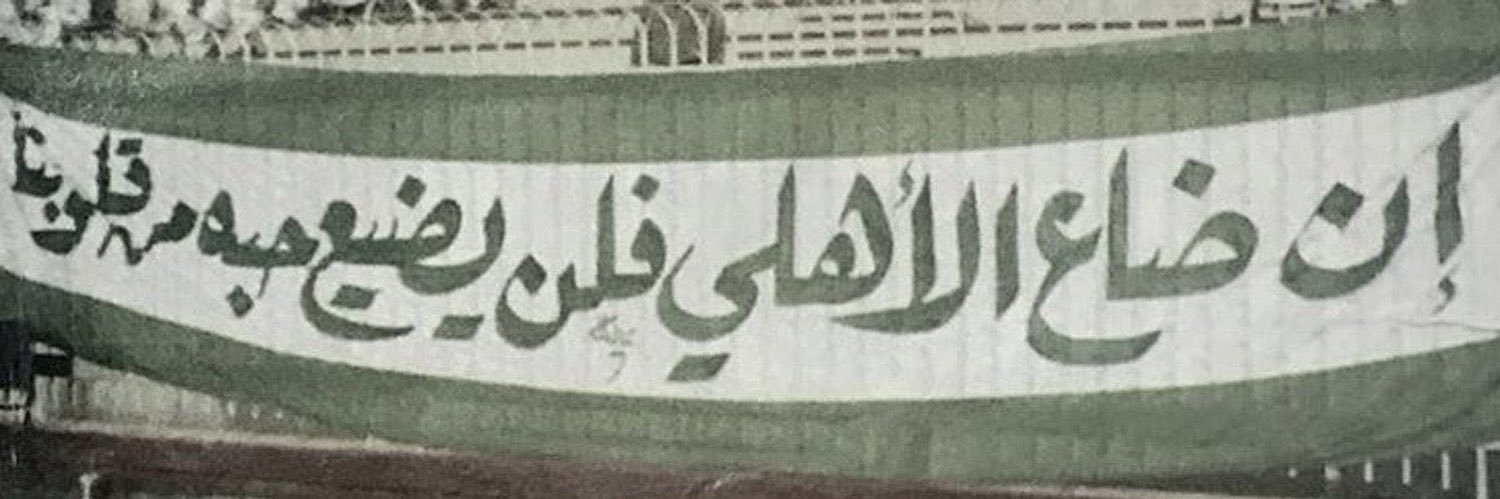 إن ضاع الأهلي فلن يضيع حبه من قلوبنا